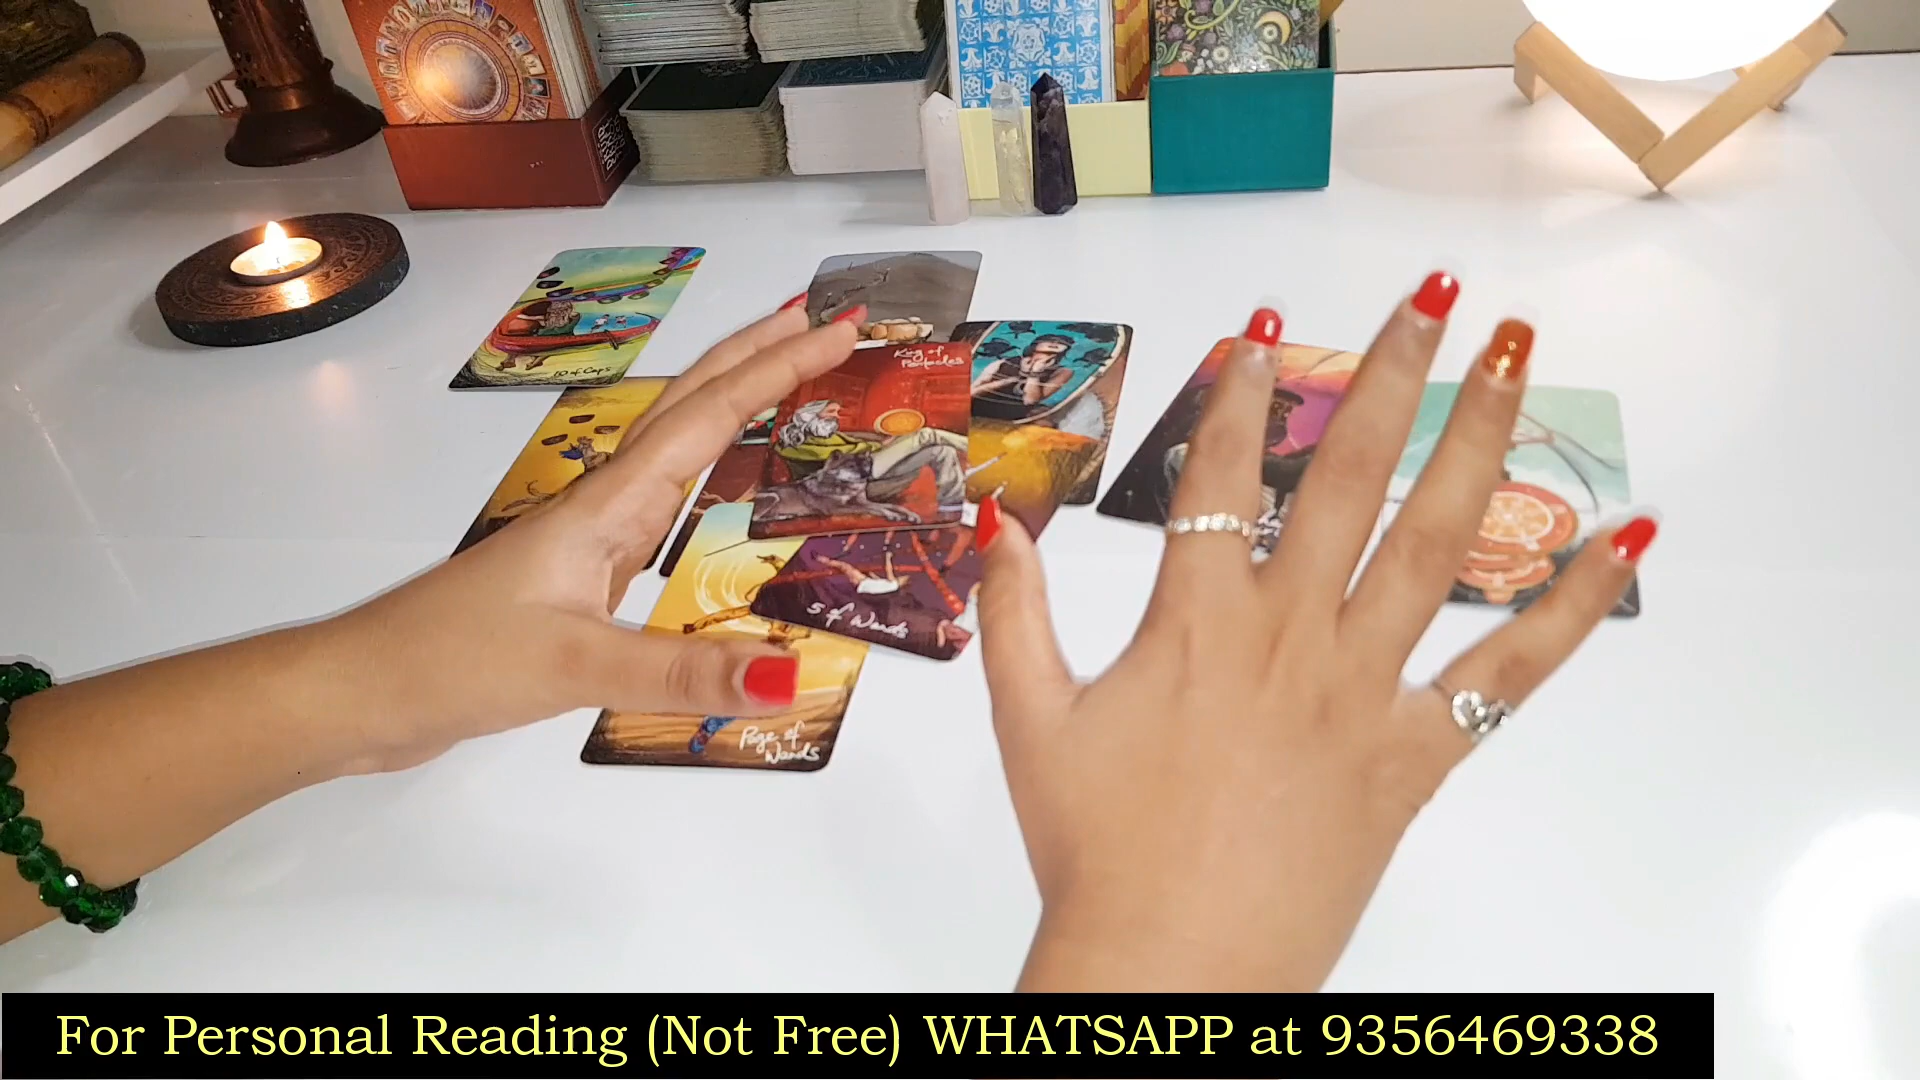 10 of Cups
King of
Pentacles
5 of Wands
Page of
Wands
For Personal Reading (Not Free) WHATSAPP at 9356469338